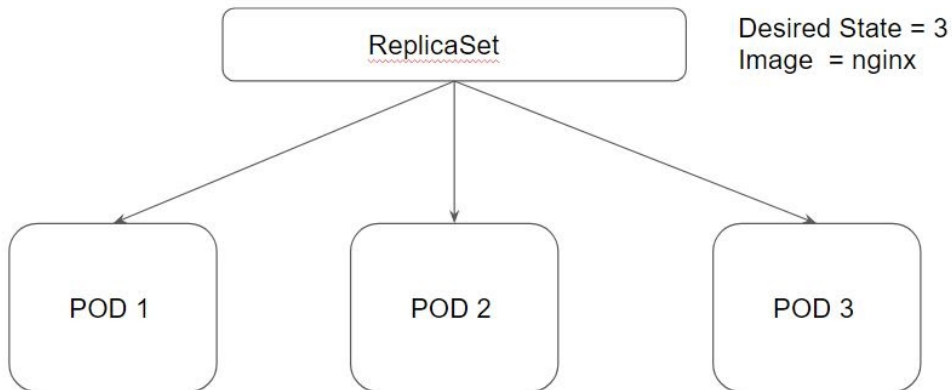 ReplicaSet
Desired State = 3
Image = nginx
POD 1
POD 2
POD 3